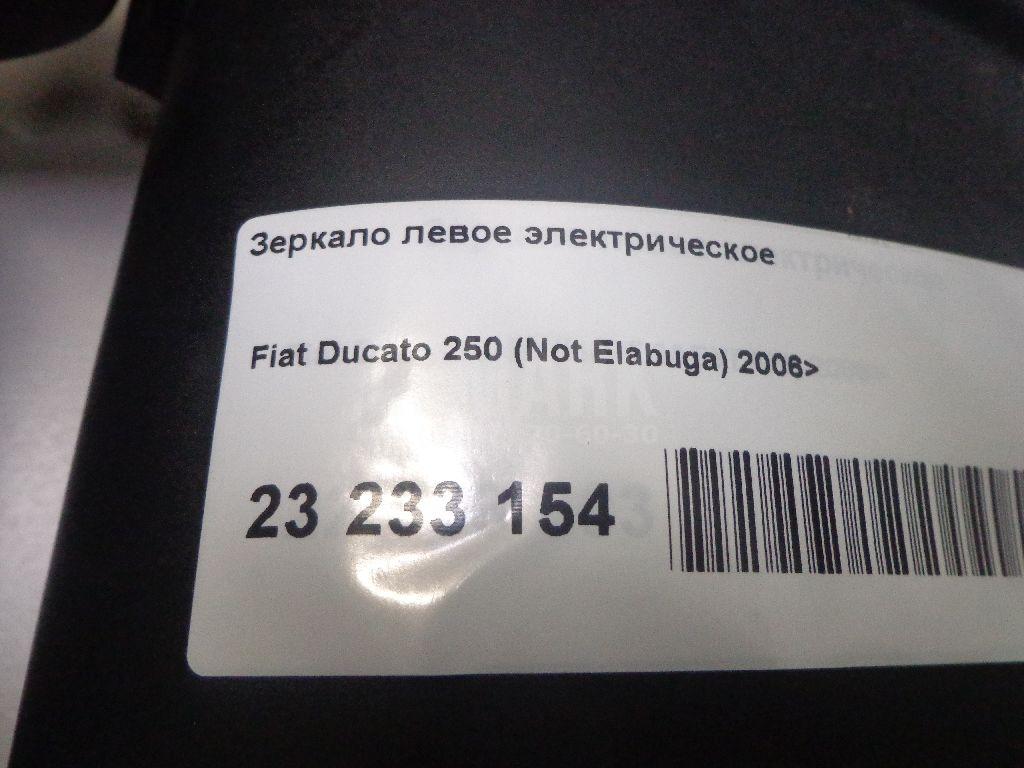 Зеркало левое электрическое
Fiat Ducato 250 (Not Elabuga) 2006>
23 233 154